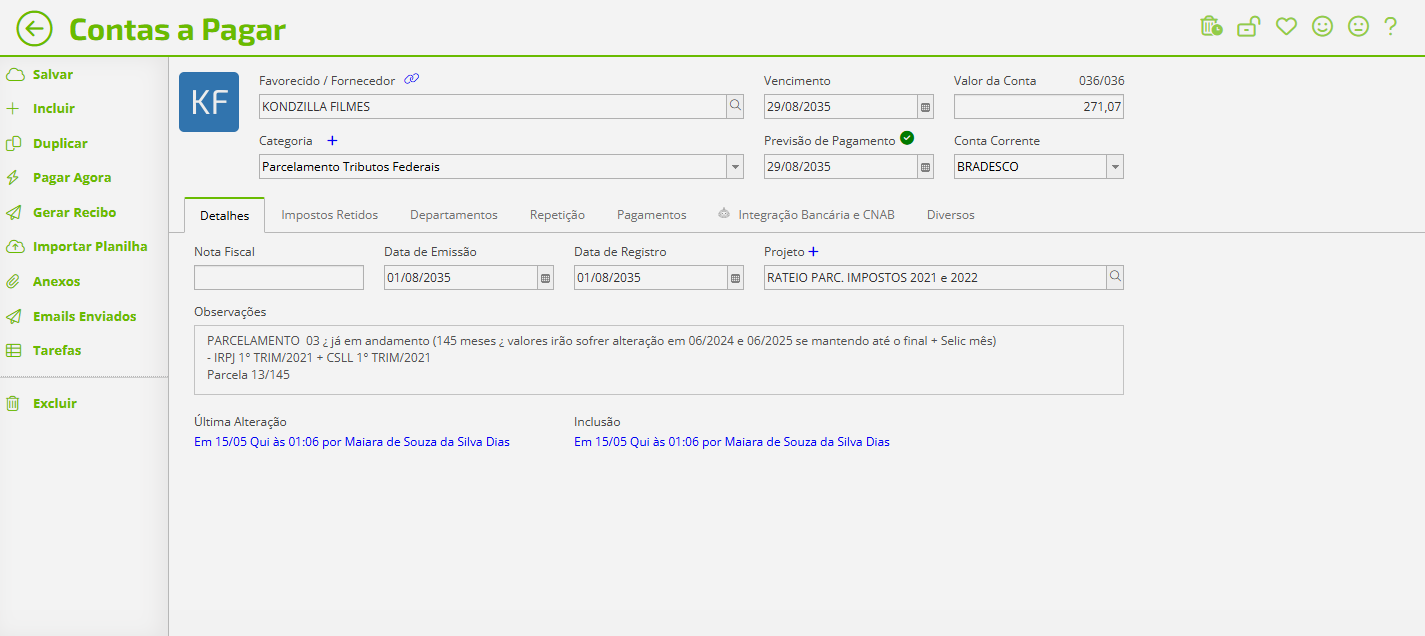 Contas a Pagar
?
Salvar
Incluir
Duplicar
Pagar Agora
Gerar Recibo
Importar Planilha
Anexos
Emails Enviados
Tarefas
Excluir
KF
Favorecido / Fornecedor
KONDZILLA FILMES
Vencimento
29/08/2035
Valor da Conta 036/036
271,07
Categoria +
Parcelamento Tributos Federais
Previsão de Pagamento
29/08/2035
Conta Corrente
BRADESCO
Detalhes Impostos Retidos Departamentos Repetição Pagamentos Integração Bancária e CNAB Diversos
Nota Fiscal
Data de Emissão
01/08/2035
Data de Registro
01/08/2035
Projeto +
RATEIO PARC. IMPOSTOS 2021 e 2022
Observações
PARCELAMENTO 03 ¿ já em andamento (145 meses ¿ valores irão sofrer alteração em 06/2024 e 06/2025 se mantendo até o final + Selic mês)
- IRPJ 1° TRIM/2021 + CSLL 1° TRIM/2021
Parcela 13/145
Última Alteração
Em 15/05 Qui às 01:06 por Maiara de Souza da Silva Dias
Inclusão
Em 15/05 Qui às 01:06 por Maiara de Souza da Silva Dias